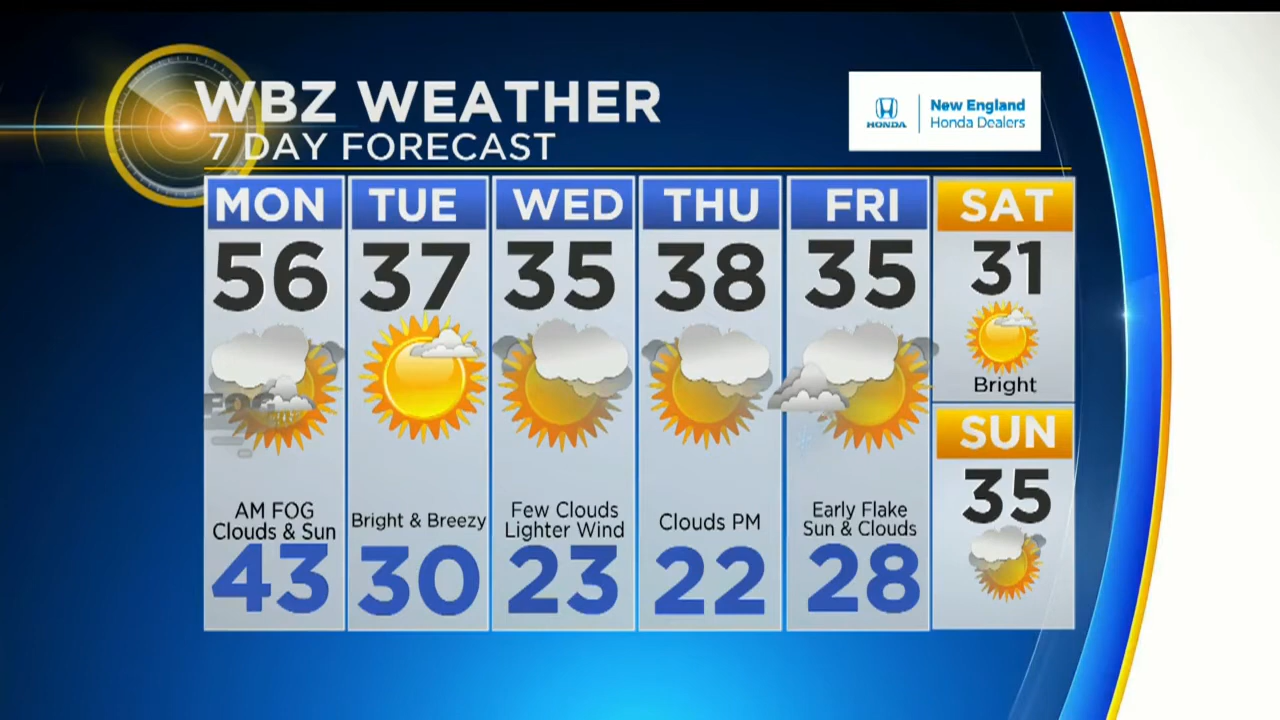 WBZ WEATHER
7 DAY FORECAST
HONDA
New England
Honda Dealers
MON
56
FOG
AM FOG
Clouds & Sun
43
TUE
37
Bright & Breezy
30
WED
35
Few Clouds
Lighter Wind
23
THU
38
Clouds PM
22
FRI
35
Early Flake
Sun & Clouds
28
SAT
31
Bright
SUN
35